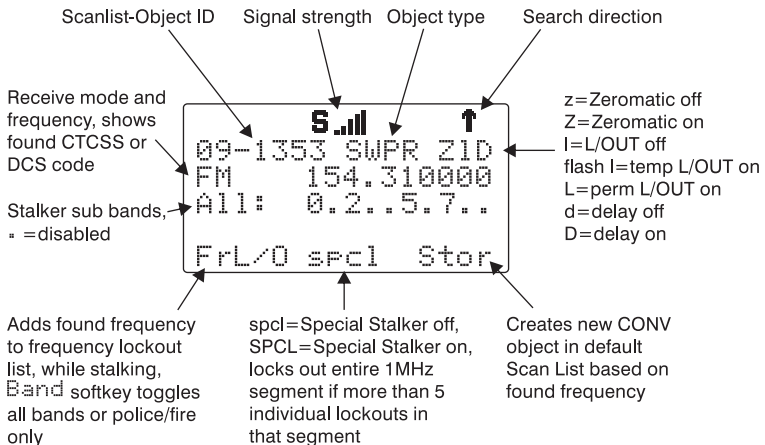 Scanlist-Object ID
Signal strength
Object type
Search direction
Receive mode and
frequency, shows
found CTCSS or
DCS code
Stalker sub bands,
. =disabled
S
09-1353 SWPR ZlD
FM 154.310000
All: 0.2..5.7..
FrL/O spcl Stor
z=Zeromatic off
Z=Zeromatic on
l=L/OUT off
flash l=temp L/OUT on
L=perm L/OUT on
d=delay off
D=delay on
Adds found frequency
to frequency lockout
list, while stalking,
Band softkey toggles
all bands or police/fire
only
spcl=Special Stalker off,
SPCL=Special Stalker on,
locks out entire 1MHz
segment if more than 5
individual lockouts in
that segment
Creates new CONV
object in default
Scan List based on
found frequency